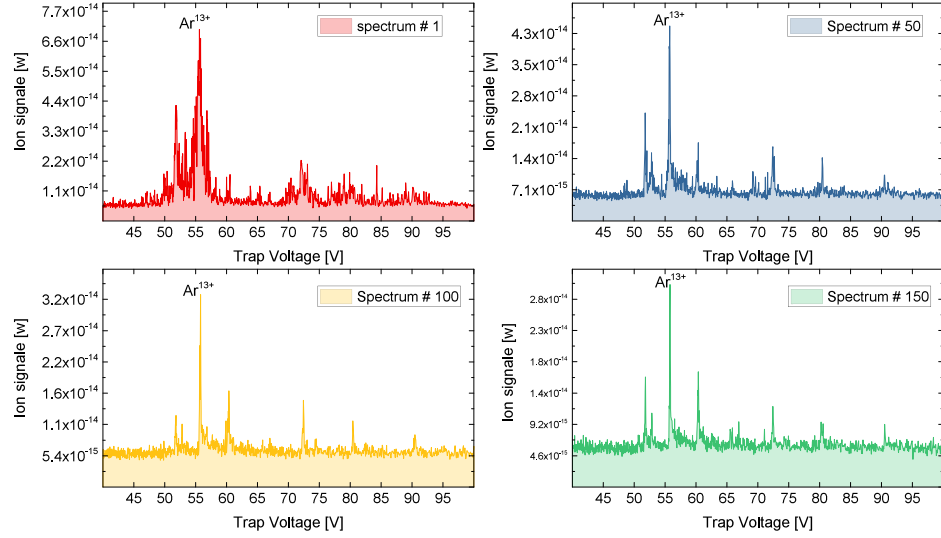 Ar13+
spectrum # 1
Ion signale [w]
7.7x10-14
6.6x10-14
5.5x10-14
4.4x10-14
3.3x10-14
2.2x10-14
1.1x10-14
45 50 55 60 65 70 75 80 85 90 95
Trap Voltage [V]
Ar13+
Spectrum # 50
Ion signale [w]
4.3x10-14
3.5x10-14
2.8x10-14
2.1x10-14
1.4x10-14
7.1x10-15
45 50 55 60 65 70 75 80 85 90 95
Trap Voltage [V]
Ar13+
Spectrum # 100
Ion signale [w]
3.2x10-14
2.7x10-14
2.2x10-14
1.6x10-14
1.1x10-14
5.4x10-15
45 50 55 60 65 70 75 80 85 90 95
Trap Voltage [V]
Ar13+
Spectrum # 150
Ion signale [w]
2.8x10-14
2.3x10-14
1.8x10-14
1.4x10-14
9.2x10-15
4.6x10-15
45 50 55 60 65 70 75 80 85 90 95
Trap Voltage [V]